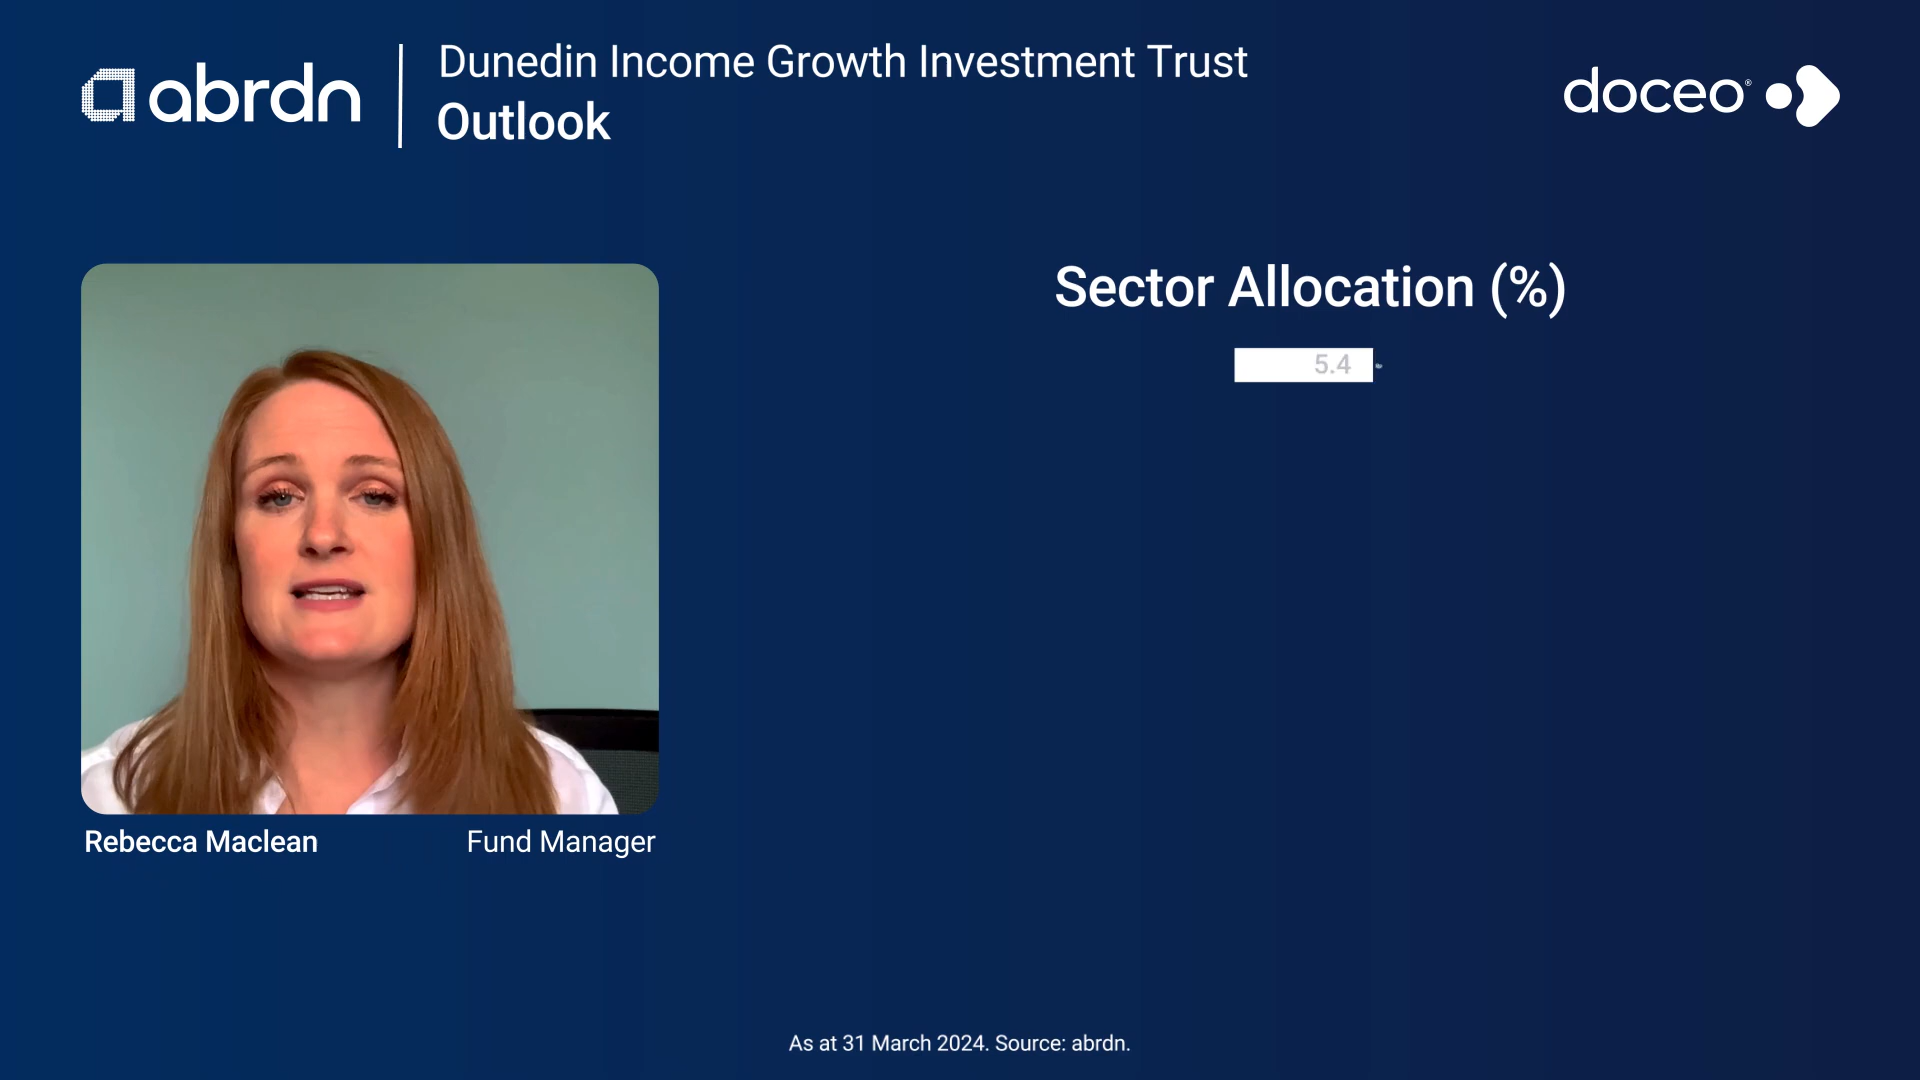 abrdn
Dunedin Income Growth Investment Trust
Outlook
doceo
Sector Allocation (%)
5.4
Rebecca Maclean
Fund Manager
As at 31 March 2024. Source: abrdn.